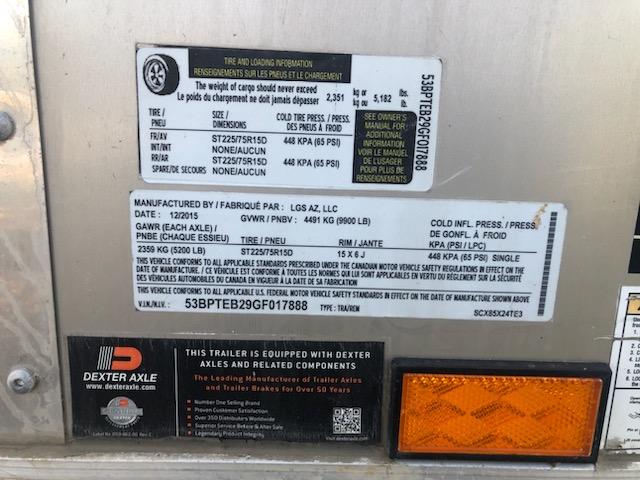 TIRE AND LOADING INFORMATION
RENSEIGNEMENTS SUR LES PNEUS ET LE CHARGEMENT
The weight of cargo should never exceed
Le poids du chargement ne doit jamais dépasser 2,351 kg or kg ou 5,182 lbs. lb.
TIRE / PNEU
SIZE / DIMENSIONS
COLD TIRE PRESS. / PRESS. DES PNEUS À FROID
FR/AV ST225/75R15D 448 KPA (65 PSI)
INT/INT NONE/AUCUN
RR/AR ST225/75R15D 448 KPA (65 PSI)
SPARE/DE SECOURS NONE/AUCUN
SEE OWNER'S
MANUAL FOR
ADDITIONAL
INFORMATION
VOIR LE MANUEL
DE L'USAGER
POUR PLUS DE
RENSEIGNEMENTS
53BPTEB29GF017888
MANUFACTURED BY / FABRIQUÉ PAR : LGS AZ, LLC
DATE : 12/2015 GVWR / PNBV : 4491 KG (9900 LB)
GAWR (EACH AXLE) /
PNBE (CHAQUE ESSIEU) TIRE / PNEU RIM / JANTE
COLD INFL. PRESS. / PRESS.
DE GONFL. À FROID
KPA (PSI / LPC)
2359 KG (5200 LB) ST225/75R15D 15 X 6 J 448 KPA (65 PSI) SINGLE
THIS VEHICLE CONFORMS TO ALL APPLICABLE STANDARDS PRESCRIBED UNDER THE CANADIAN MOTOR VEHICLE SAFETY REGULATIONS IN EFFECT ON THE
DATE OF MANUFACTURE / CE VÉHICULE EST CONFORME À TOUTES LES NORMES QUI LUI SONT APPLICABLES EN VERTU DU RÈGLEMENT SUR LA SÉCURITÉ
DES VÉHICULES AUTOMOBILES DU CANADA EN VIGUEUR À LA DATE DE SA FABRICATION
THIS VEHICLE CONFORMS TO ALL APPLICABLE U.S. FEDERAL MOTOR VEHICLE SAFETY STANDARDS IN EFFECT ON THE DATE OF MANUFACTURE SHOWN ABOVE.
V.I.N./N.I.V.: 53BPTEB29GF017888 TYPE : TRA/REM SCX85X24TE3
DEXTER AXLE
www.dexteraxle.com
THIS TRAILER IS EQUIPPED WITH DEXTER
AXLES AND RELATED COMPONENTS
The Leading Manufacturer of Trailer Axles
and Trailer Brakes for Over 50 Years
Number One Selling Brand
Proven Customer Satisfaction
Over 350 Distributors Worldwide
Superior Service Before & After Sale
Legendary Product Integrity
www.dexteraxle.com